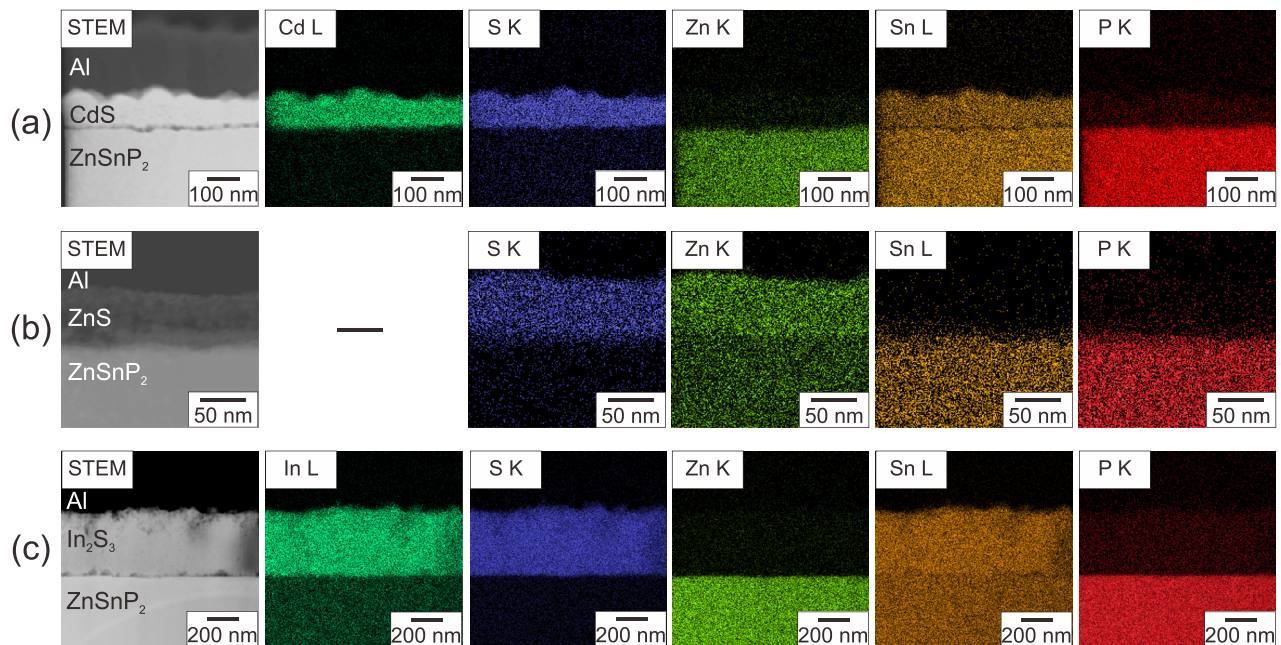 (a)
STEM
Al
CdS
ZnSnP₂
100 nm
Cd L
100 nm
S K
100 nm
Zn K
100 nm
Sn L
100 nm
P K
100 nm
(b)
STEM
Al
ZnS
ZnSnP₂
50 nm
S K
50 nm
Zn K
50 nm
Sn L
50 nm
P K
50 nm
(c)
STEM
Al
In₂S₃
ZnSnP₂
200 nm
In L
200 nm
S K
200 nm
Zn K
200 nm
Sn L
200 nm
P K
200 nm